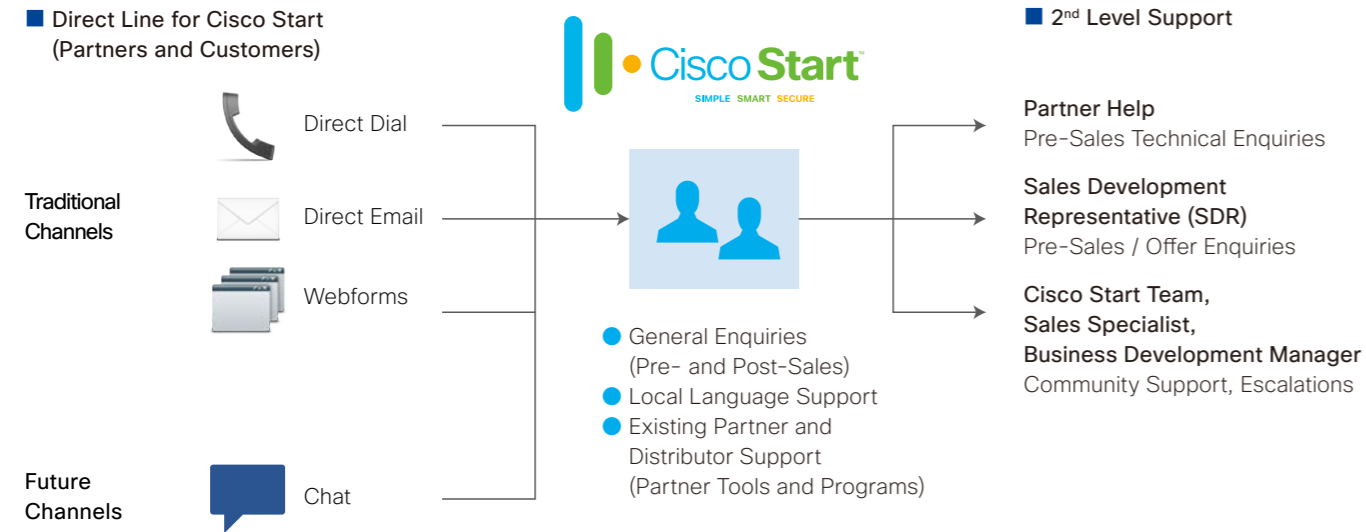 ■ Direct Line for Cisco Start
(Partners and Customers)
Traditional
Channels
Direct Dial
Direct Email
Webforms
Future
Channels
Chat
Cisco Start™
SIMPLE SMART SECURE
● General Enquiries
(Pre- and Post-Sales)
● Local Language Support
● Existing Partner and
Distributor Support
(Partner Tools and Programs)
■ 2nd Level Support
Partner Help
Pre-Sales Technical Enquiries
Sales Development
Representative (SDR)
Pre-Sales / Offer Enquiries
Cisco Start Team,
Sales Specialist,
Business Development Manager
Community Support, Escalations